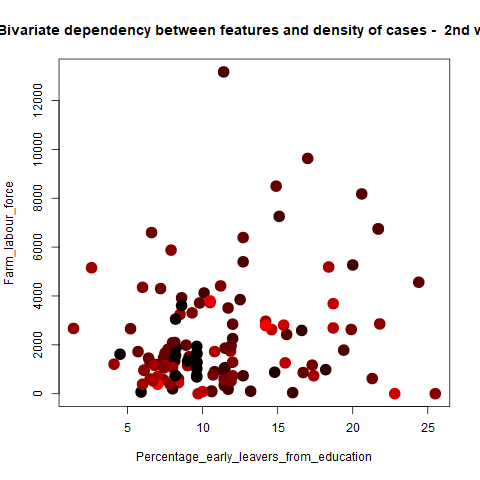 Bivariate dependency between features and density of cases - 2nd w
Farm_labour_force
0 2000 4000 6000 8000 10000 12000
5 10 15 20 25
Percentage_early_leavers_from_education